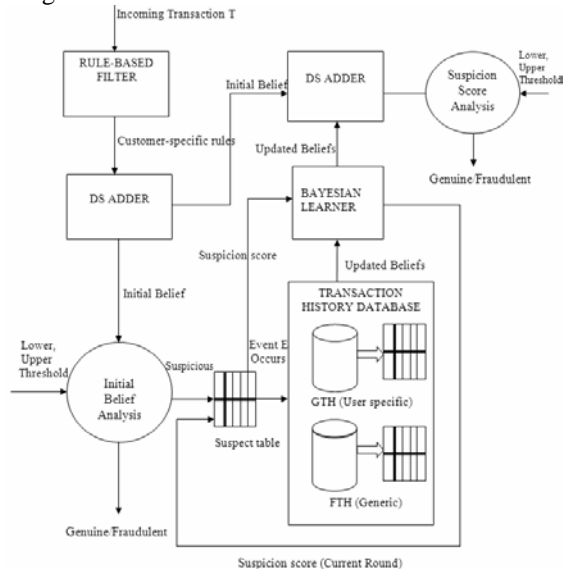 Incoming Transaction T
RULE-BASED
FILTER
Customer-specific rules
DS ADDER
Initial Belief
DS ADDER
Initial Belief
Suspicion
Score
Analysis
Lower,
Upper
Threshold
Genuine/Fraudulent
Updated Beliefs
BAYESIAN
LEARNER
Suspicion score
Updated Beliefs
TRANSACTION
HISTORY DATABASE
Event E
Occurs
GTH (User specific)
FTH (Generic)
Lower,
Upper
Threshold
Initial
Belief
Analysis
Suspicious
Suspect table
Genuine/Fraudulent
Suspicion score (Current Round)